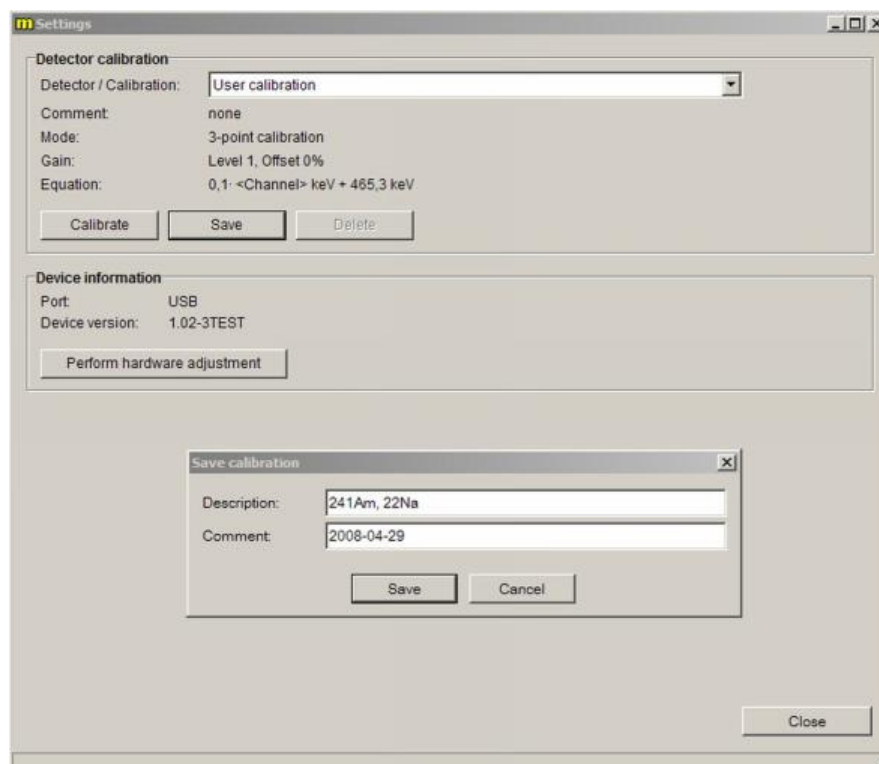 m Settings
Detector calibration
Detector / Calibration: User calibration
Comment: none
Mode: 3-point calibration
Gain: Level 1, Offset 0%
Equation: 0,1· <Channel> keV + 465,3 keV
Calibrate Save Delete
Device information
Port: USB
Device version: 1.02-3TEST
Perform hardware adjustment
Save calibration
Description: 241Am, 22Na
Comment: 2008-04-29
Save Cancel
Close